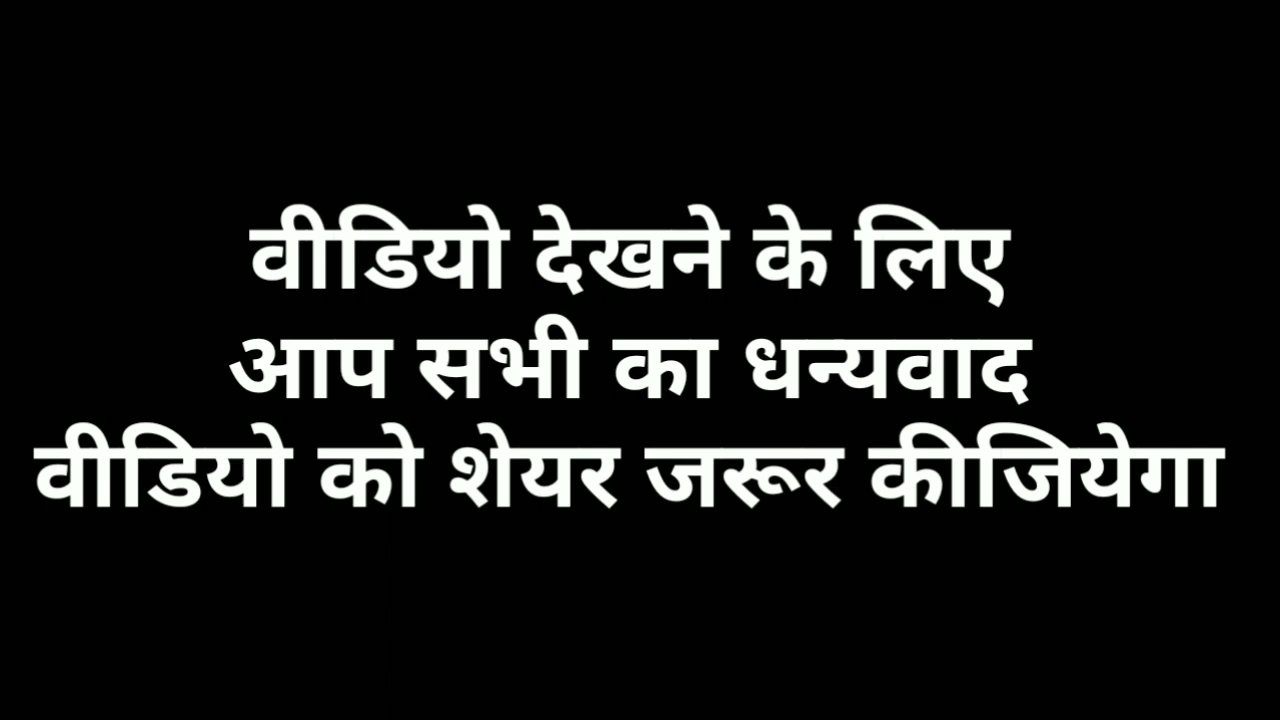 वीडियो देखने के लिए
आप सभी का धन्यवाद
वीडियो को शेयर जरूर कीजियेगा